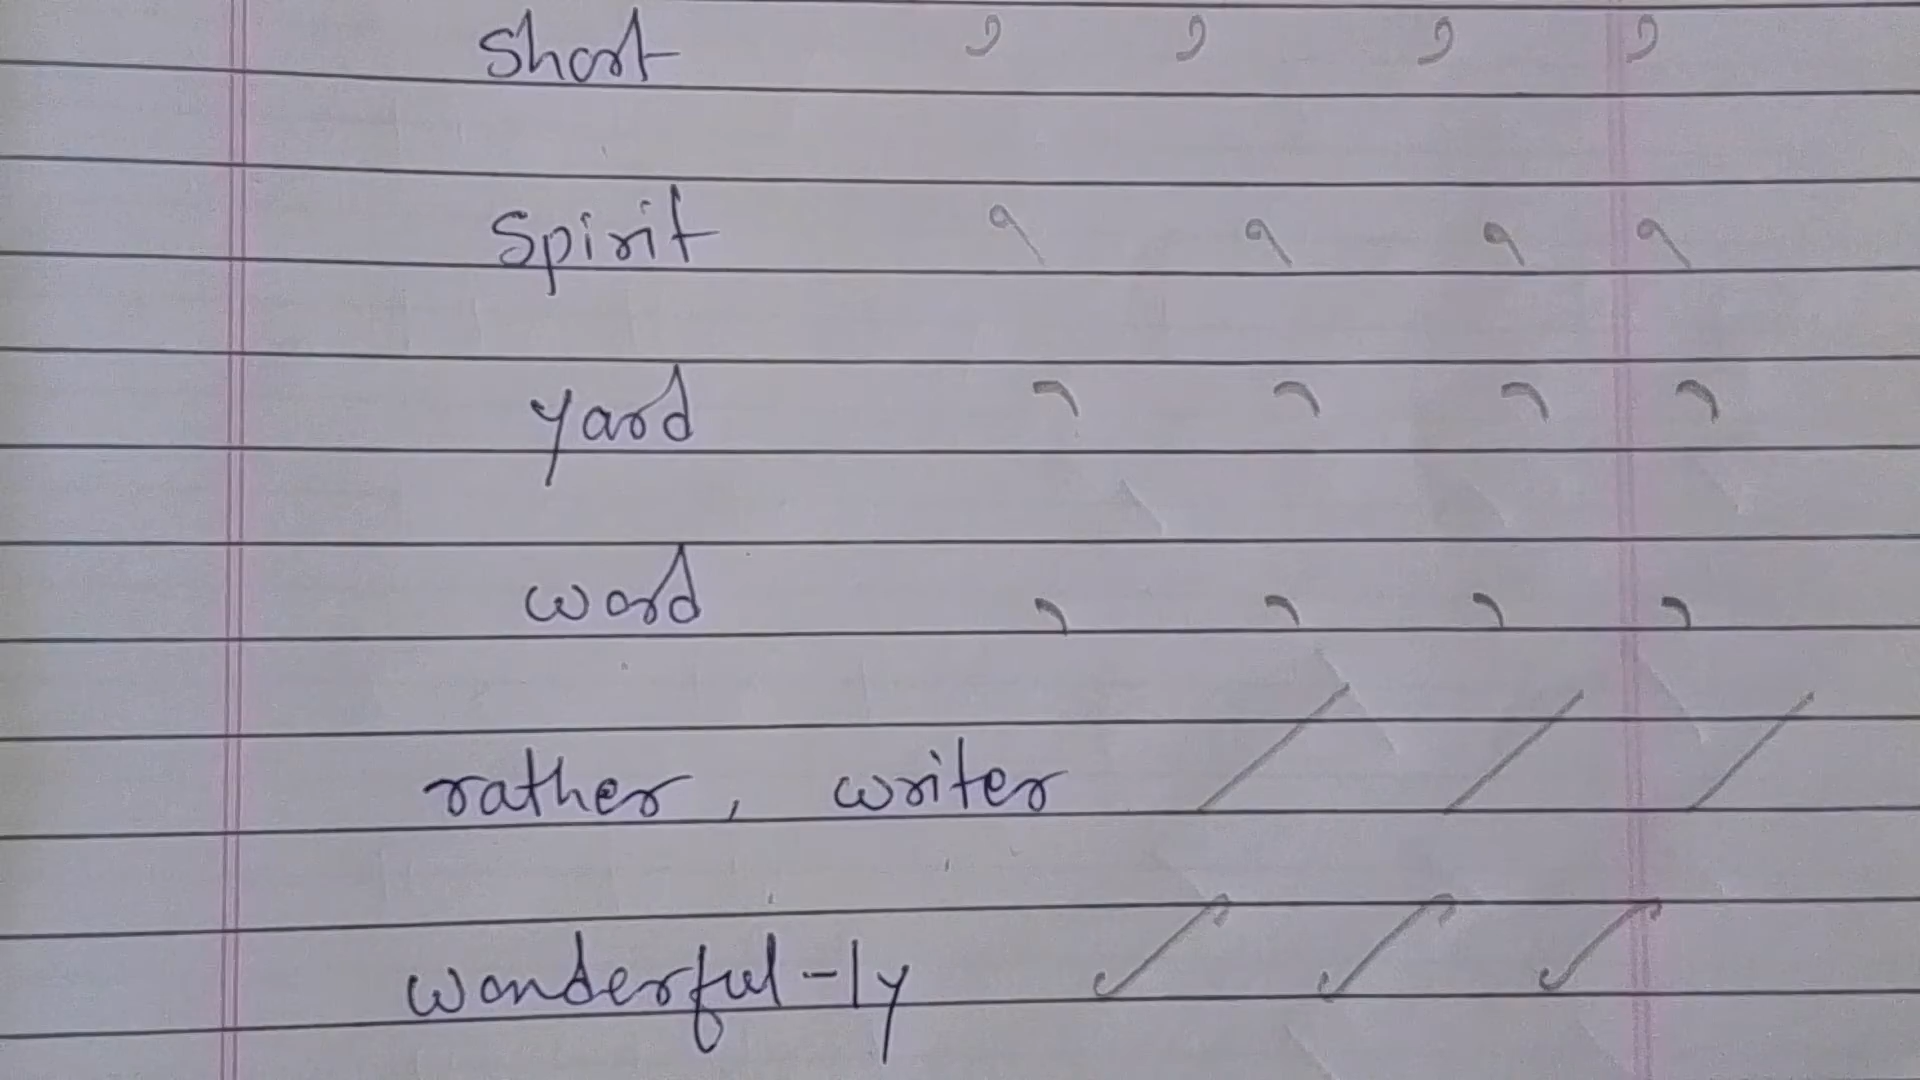 Short
Spirit
yard
word
rather, writer
wonderful-ly